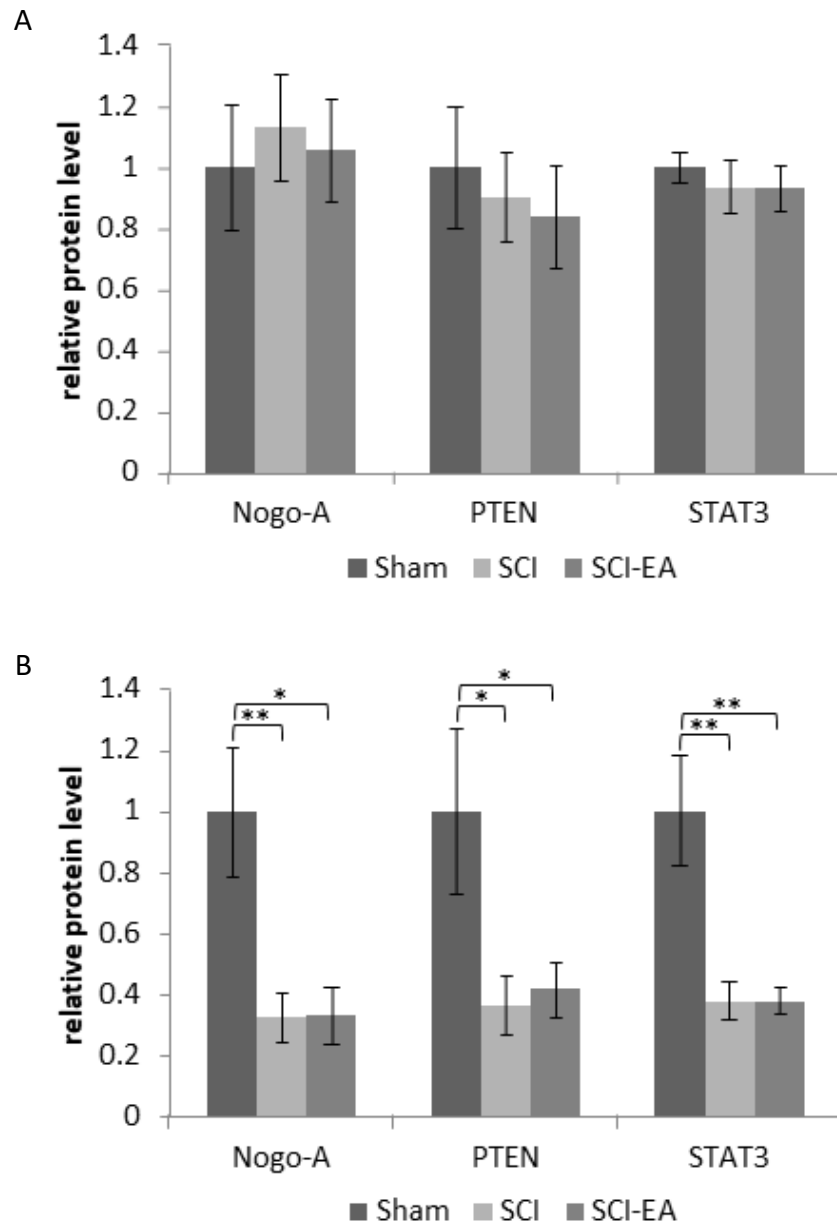 A
1.4
1.2
1
0.8
0.6
0.4
0.2
0
relative protein level
Nogo-A PTEN STAT3
Sham SCI SCI-EA
B
1.4
1.2
1
0.8
0.6
0.4
0.2
0
relative protein level
* * **
** * **
Nogo-A PTEN STAT3
Sham SCI SCI-EA